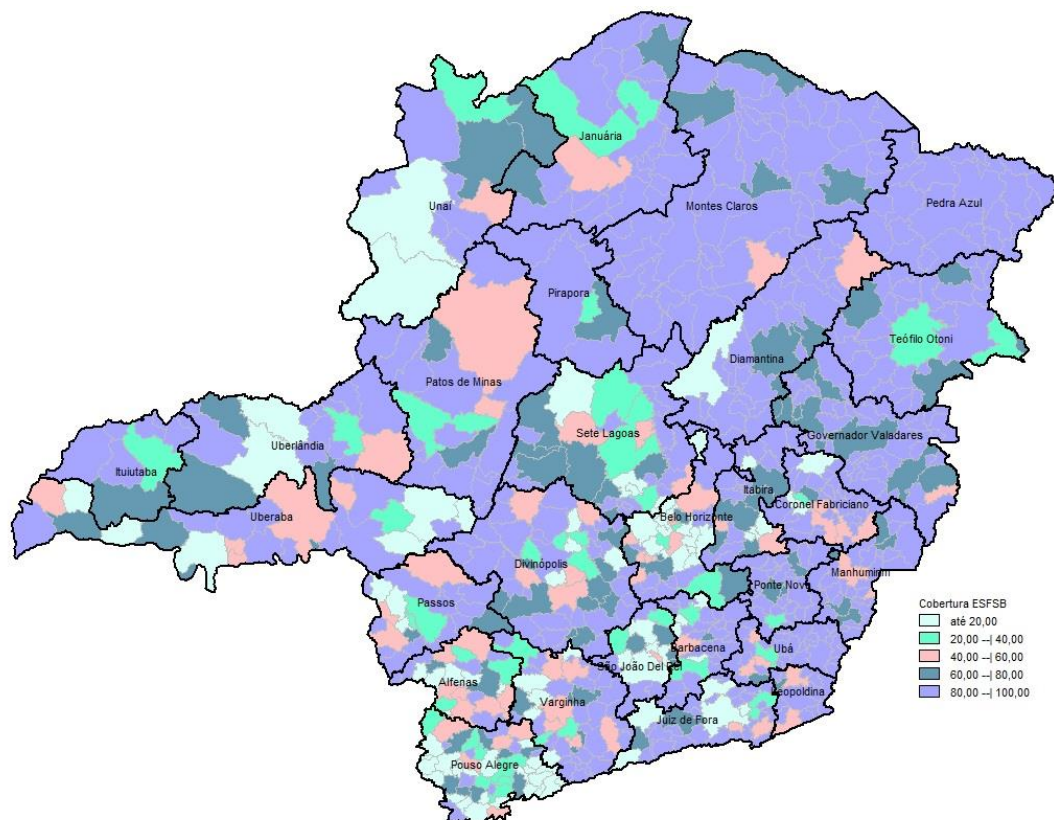 Januária
Unaí
Montes Claros
Pedra Azul
Pirapora
Teófilo Otoni
Diamantina
Patos de Minas
Sete Lagoas
Governador Valadares
Uberlândia
Ituiutaba
Itabira
Coronel Fabriciano
Uberaba
Belo Horizonte
Divinópolis
Manhumirim
Ponte Nova
Passos
Cobertura ESFSB
até 20,00
20,00 --| 40,00
40,00 --| 60,00
60,00 --| 80,00
80,00 --| 100,00
Barbacena
Ubá
São João Del Rei
Alfenas
Leopoldina
Varginha
Juiz de Fora
Pouso Alegre